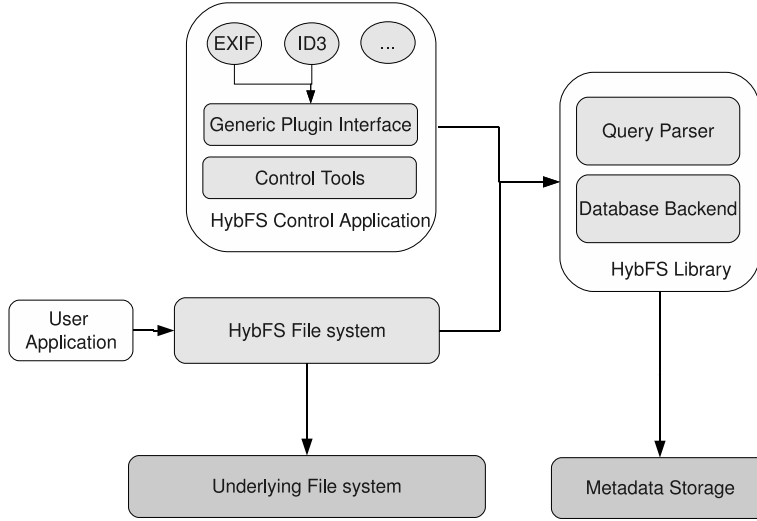 EXIF
ID3
...
Generic Plugin Interface
Control Tools
HybFS Control Application
Query Parser
Database Backend
HybFS Library
User
Application
HybFS File system
Underlying File system
Metadata Storage